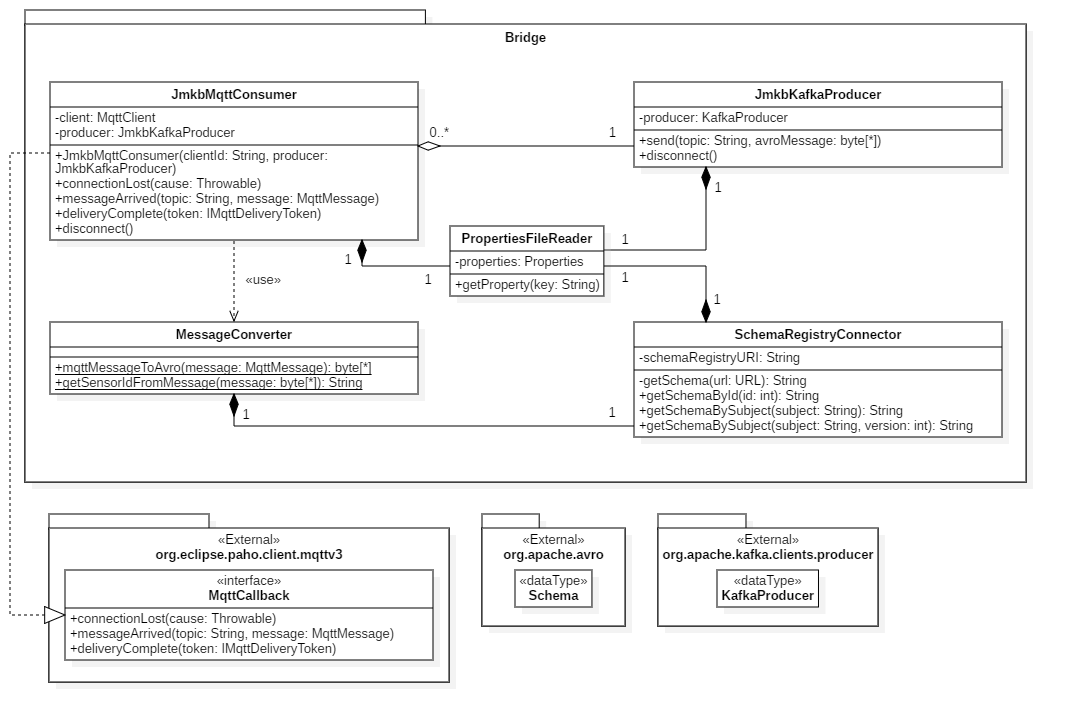 Bridge
JmkbMqttConsumer
-client: MqttClient
-producer: JmkbKafkaProducer
+JmkbMqttConsumer(clientId: String, producer:
JmkbKafkaProducer)
+connectionLost(cause: Throwable)
+messageArrived(topic: String, message: MqttMessage)
+deliveryComplete(token: IMqttDeliveryToken)
+disconnect()
0..*
1
JmkbKafkaProducer
-producer: KafkaProducer
+send(topic: String, avroMessage: byte[*])
+disconnect()
1
1
PropertiesFileReader
-properties: Properties
+getProperty(key: String)
1
1
1
1
«use»
MessageConverter
+mqttMessageToAvro(message: MqttMessage): byte[*]
+getSensorIdFromMessage(message: byte[*]): String
1
1
SchemaRegistryConnector
-schemaRegistryURI: String
-getSchema(url: URL): String
+getSchemaById(id: int): String
+getSchemaBySubject(subject: String): String
+getSchemaBySubject(subject: String, version: int): String
«External»
org.eclipse.paho.client.mqttv3
«interface»
MqttCallback
+connectionLost(cause: Throwable)
+messageArrived(topic: String, message: MqttMessage)
+deliveryComplete(token: IMqttDeliveryToken)
«External»
org.apache.avro
«dataType»
Schema
«External»
org.apache.kafka.clients.producer
«dataType»
KafkaProducer